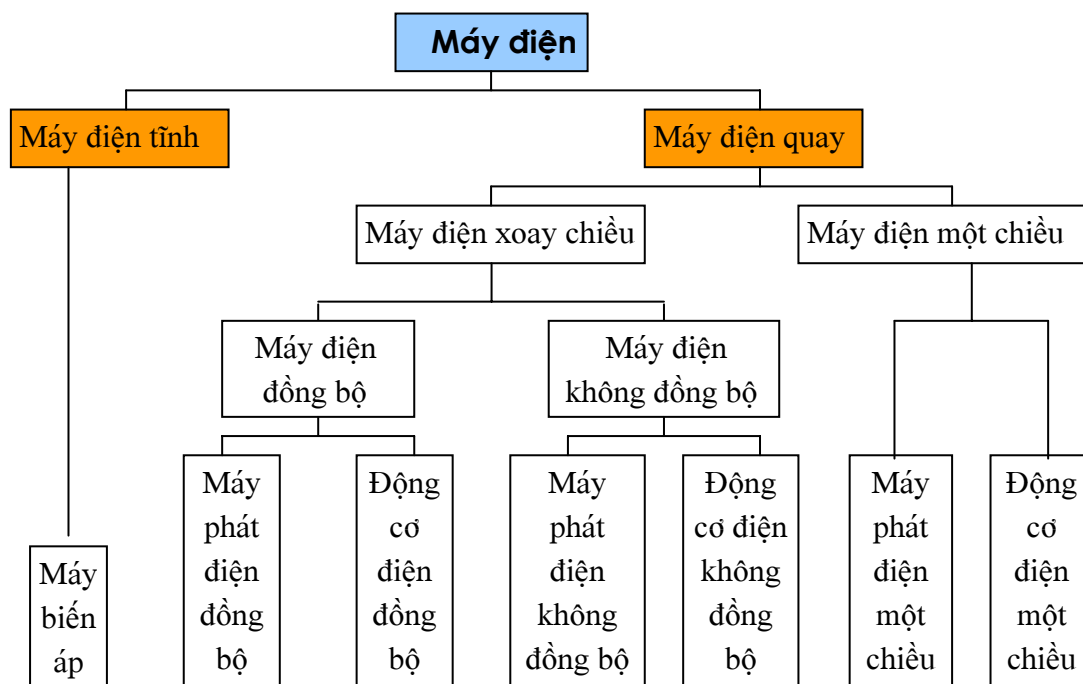 Máy điện
Máy điện tĩnh
Máy điện quay
Máy điện xoay chiều
Máy điện một chiều
Máy điện
đồng bộ
Máy điện
không đồng bộ
Máy
biến
áp
Máy
phát
điện
đồng
bộ
Động
cơ
điện
đồng
bộ
Máy
phát
điện
không
đồng bộ
Động
cơ điện
không
đồng
bộ
Máy
phát
điện
một
chiều
Động
cơ
điện
một
chiều